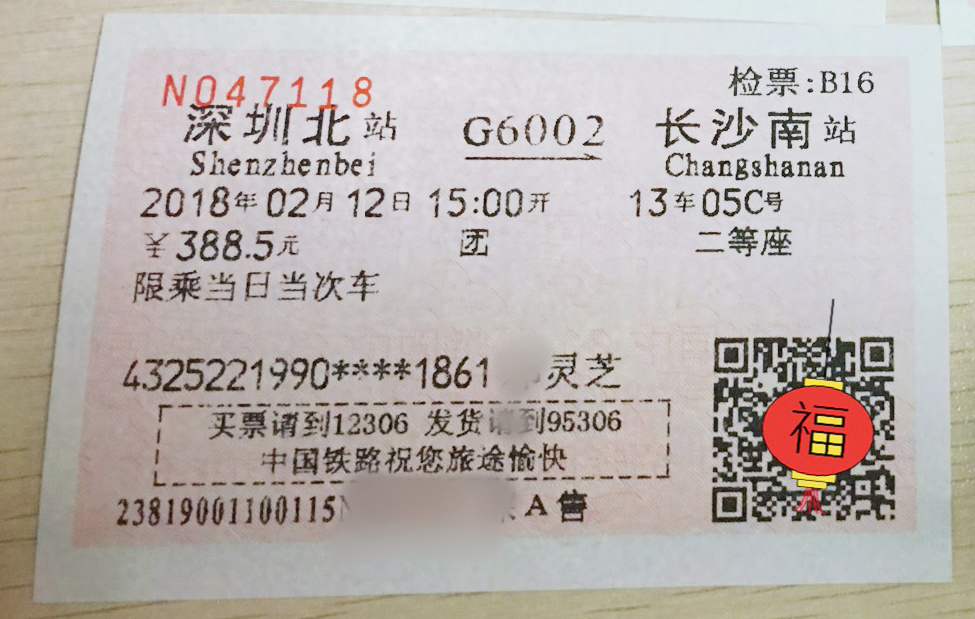 N047118
检票:B16
深圳北站 G6002 长沙南站
Shenzhenbei Changshanan
2018年02月12日 15:00开 13车05C号
￥388.5元 团 二等座
限乘当日当次车
4325221990****1861 灵芝
买票请到12306 发货请到95306
中国铁路祝您旅途愉快
福
23819001100115 A售